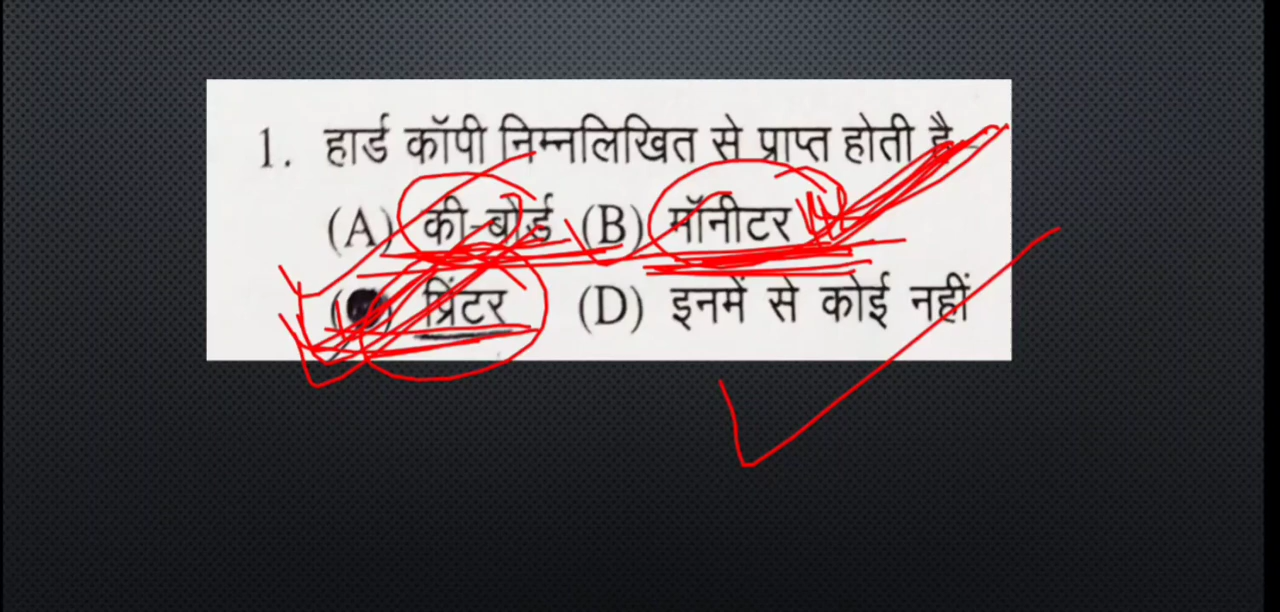 1. हार्ड कॉपी निम्नलिखित से प्राप्त होती है–
(A) की-बोर्ड (B) मॉनीटर
प्रिंटर (D) इनमें से कोई नहीं